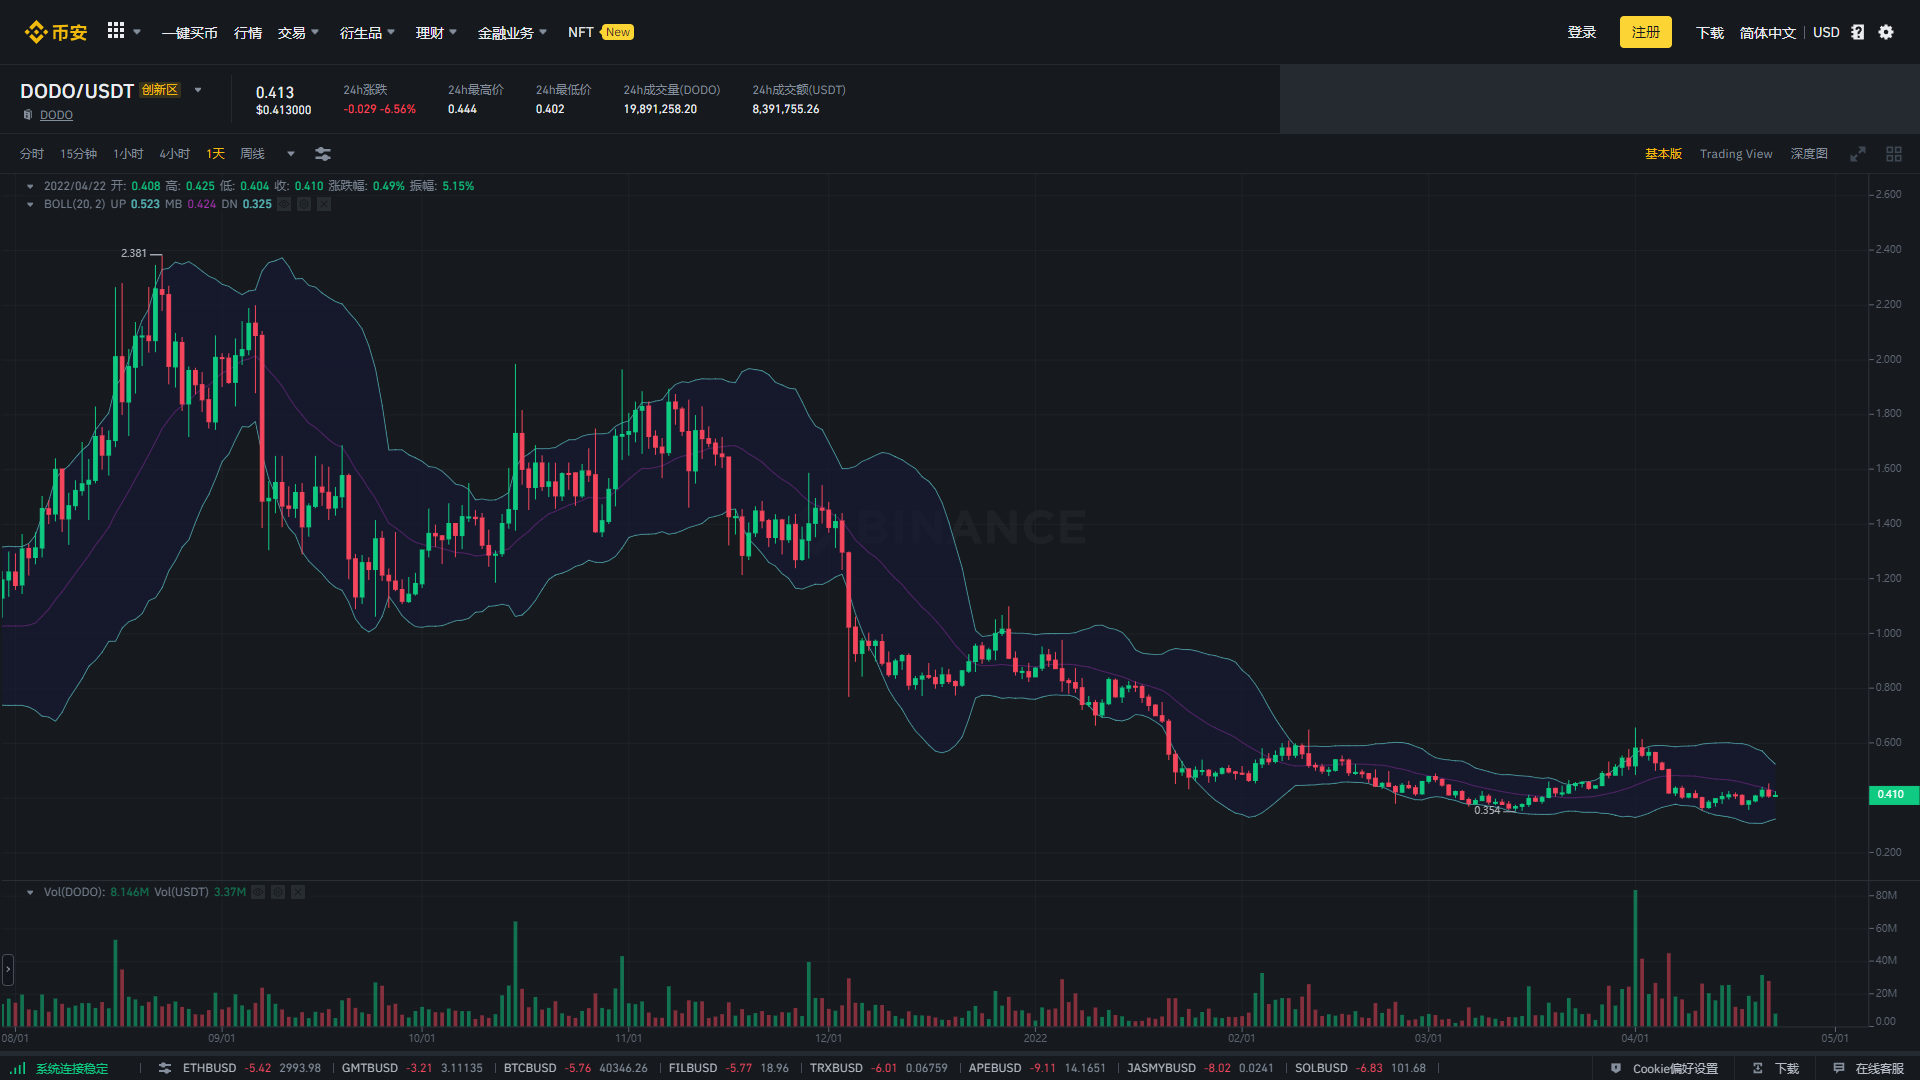 币安 一键买币 行情 交易 衍生品 理财 金融业务 NFT New 登录 注册 下载 简体中文 USD
DODO/USDT 创新区
DODO
0.413
$0.413000
24h涨跌
-0.029 -6.56%
24h最高价
0.444
24h最低价
0.402
24h成交量(DODO)
19,891,258.20
24h成交额(USDT)
8,391,755.26
分时 15分钟 1小时 4小时 1天 周线 基本版 Trading View 深度图
2022/04/22 开: 0.408 高: 0.425 低: 0.404 收: 0.410 涨跌幅: 0.49% 振幅: 5.15%
BOLL(20, 2) UP 0.523 MB 0.424 DN 0.325
2.600
2.400
2.381
2.200
2.000
1.800
1.600
1.400
BINANCE
1.200
1.000
0.800
0.600
0.410
0.354
0.200
Vol(DODO): 8.146M Vol(USDT) 3.37M
80M
60M
40M
20M
0.00
08/01 09/01 10/01 11/01 12/01 2022 02/01 03/01 04/01 05/01
系统连接稳定 ETHBUSD -5.42 2993.98 GMTBUSD -3.21 3.11135 BTCBUSD -5.76 40346.26 FILBUSD -5.77 18.96 TRXBUSD -6.01 0.06759 APEBUSD -9.11 14.1651 JASMYBUSD -8.02 0.0241 SOLBUSD -6.83 101.68 Cookie偏好设置 下载 在线客服